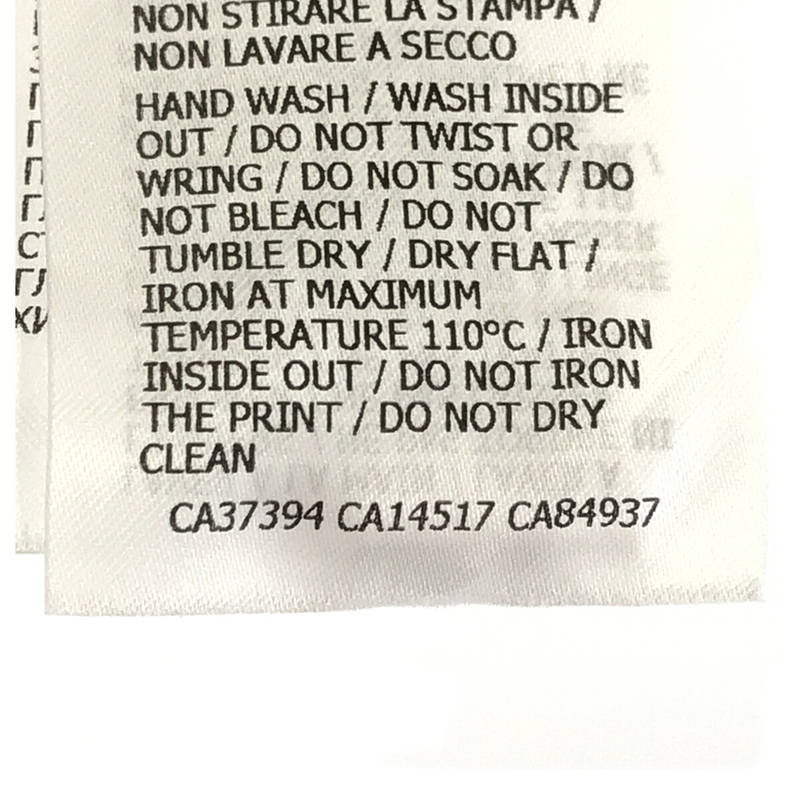 NON STIRARE LA STAMPA /
NON LAVARE A SECCO
HAND WASH / WASH INSIDE
OUT / DO NOT TWIST OR
WRING / DO NOT SOAK / DO
NOT BLEACH / DO NOT
TUMBLE DRY / DRY FLAT /
IRON AT MAXIMUM
TEMPERATURE 110°C / IRON
INSIDE OUT / DO NOT IRON
THE PRINT / DO NOT DRY
CLEAN
CA37394 CA14517 CA84937